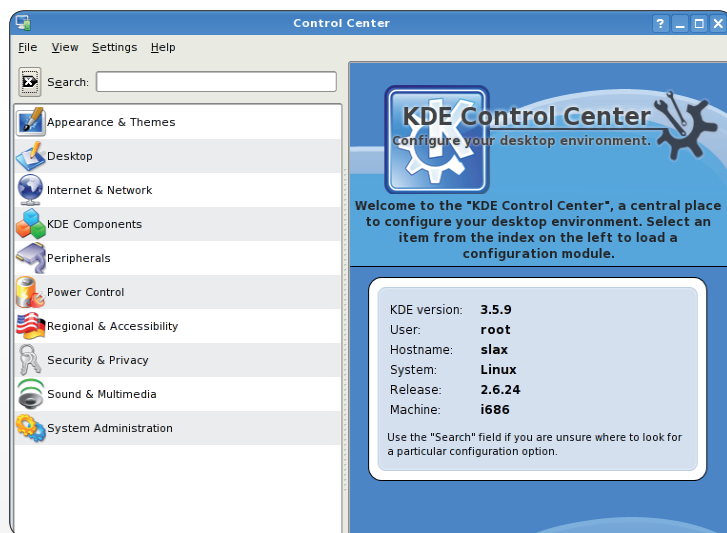 Control Center
File View Settings Help
Search:
Appearance & Themes
Desktop
Internet & Network
KDE Components
Peripherals
Power Control
Regional & Accessibility
Security & Privacy
Sound & Multimedia
System Administration
KDE Control Center
Configure your desktop environment.
Welcome to the "KDE Control Center", a central place
to configure your desktop environment. Select an
item from the index on the left to load a
configuration module.
KDE version: 3.5.9
User: root
Hostname: slax
System: Linux
Release: 2.6.24
Machine: i686
Use the "Search" field if you are unsure where to look for
a particular configuration option.